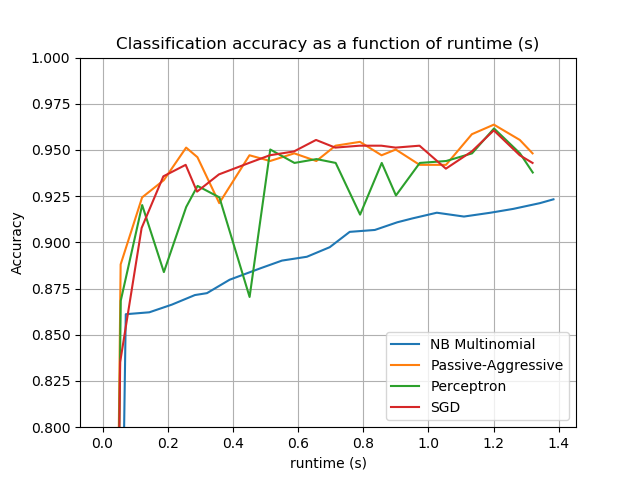 Classification accuracy as a function of runtime (s)
1.000
0.975
0.950
0.925
0.900
0.875
0.850
0.825
0.800
Accuracy
NB Multinomial
Passive-Aggressive
Perceptron
SGD
0.0 0.2 0.4 0.6 0.8 1.0 1.2 1.4
runtime (s)